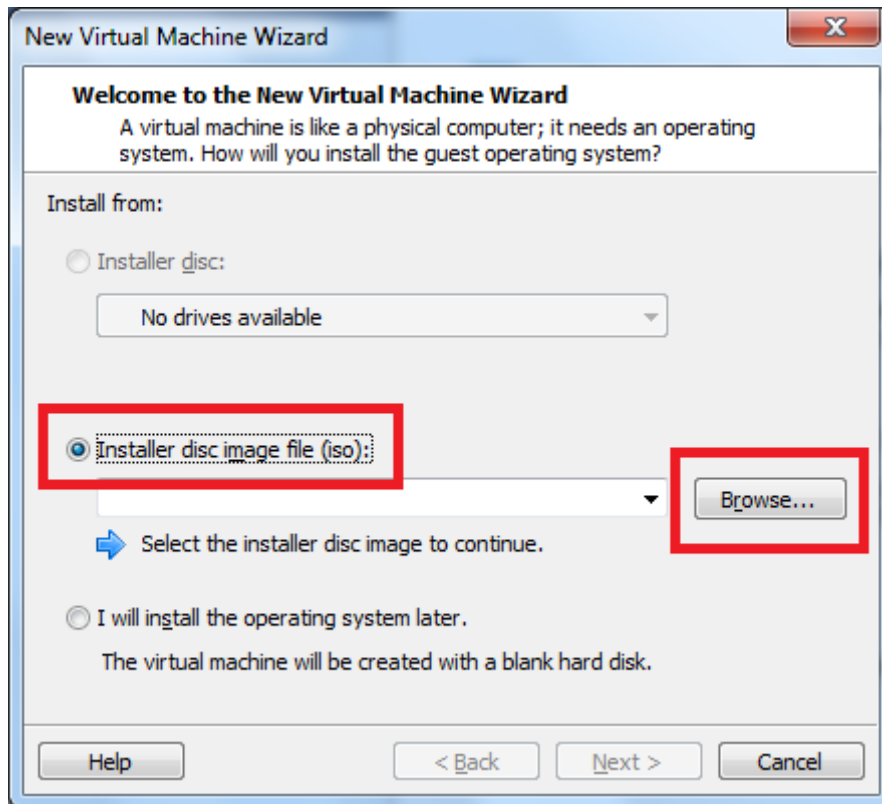 New Virtual Machine Wizard
Welcome to the New Virtual Machine Wizard
A virtual machine is like a physical computer; it needs an operating
system. How will you install the guest operating system?
Install from:
Installer disc:
No drives available
Installer disc image file (iso):
Browse...
Select the installer disc image to continue.
I will install the operating system later.
The virtual machine will be created with a blank hard disk.
Help
< Back
Next >
Cancel